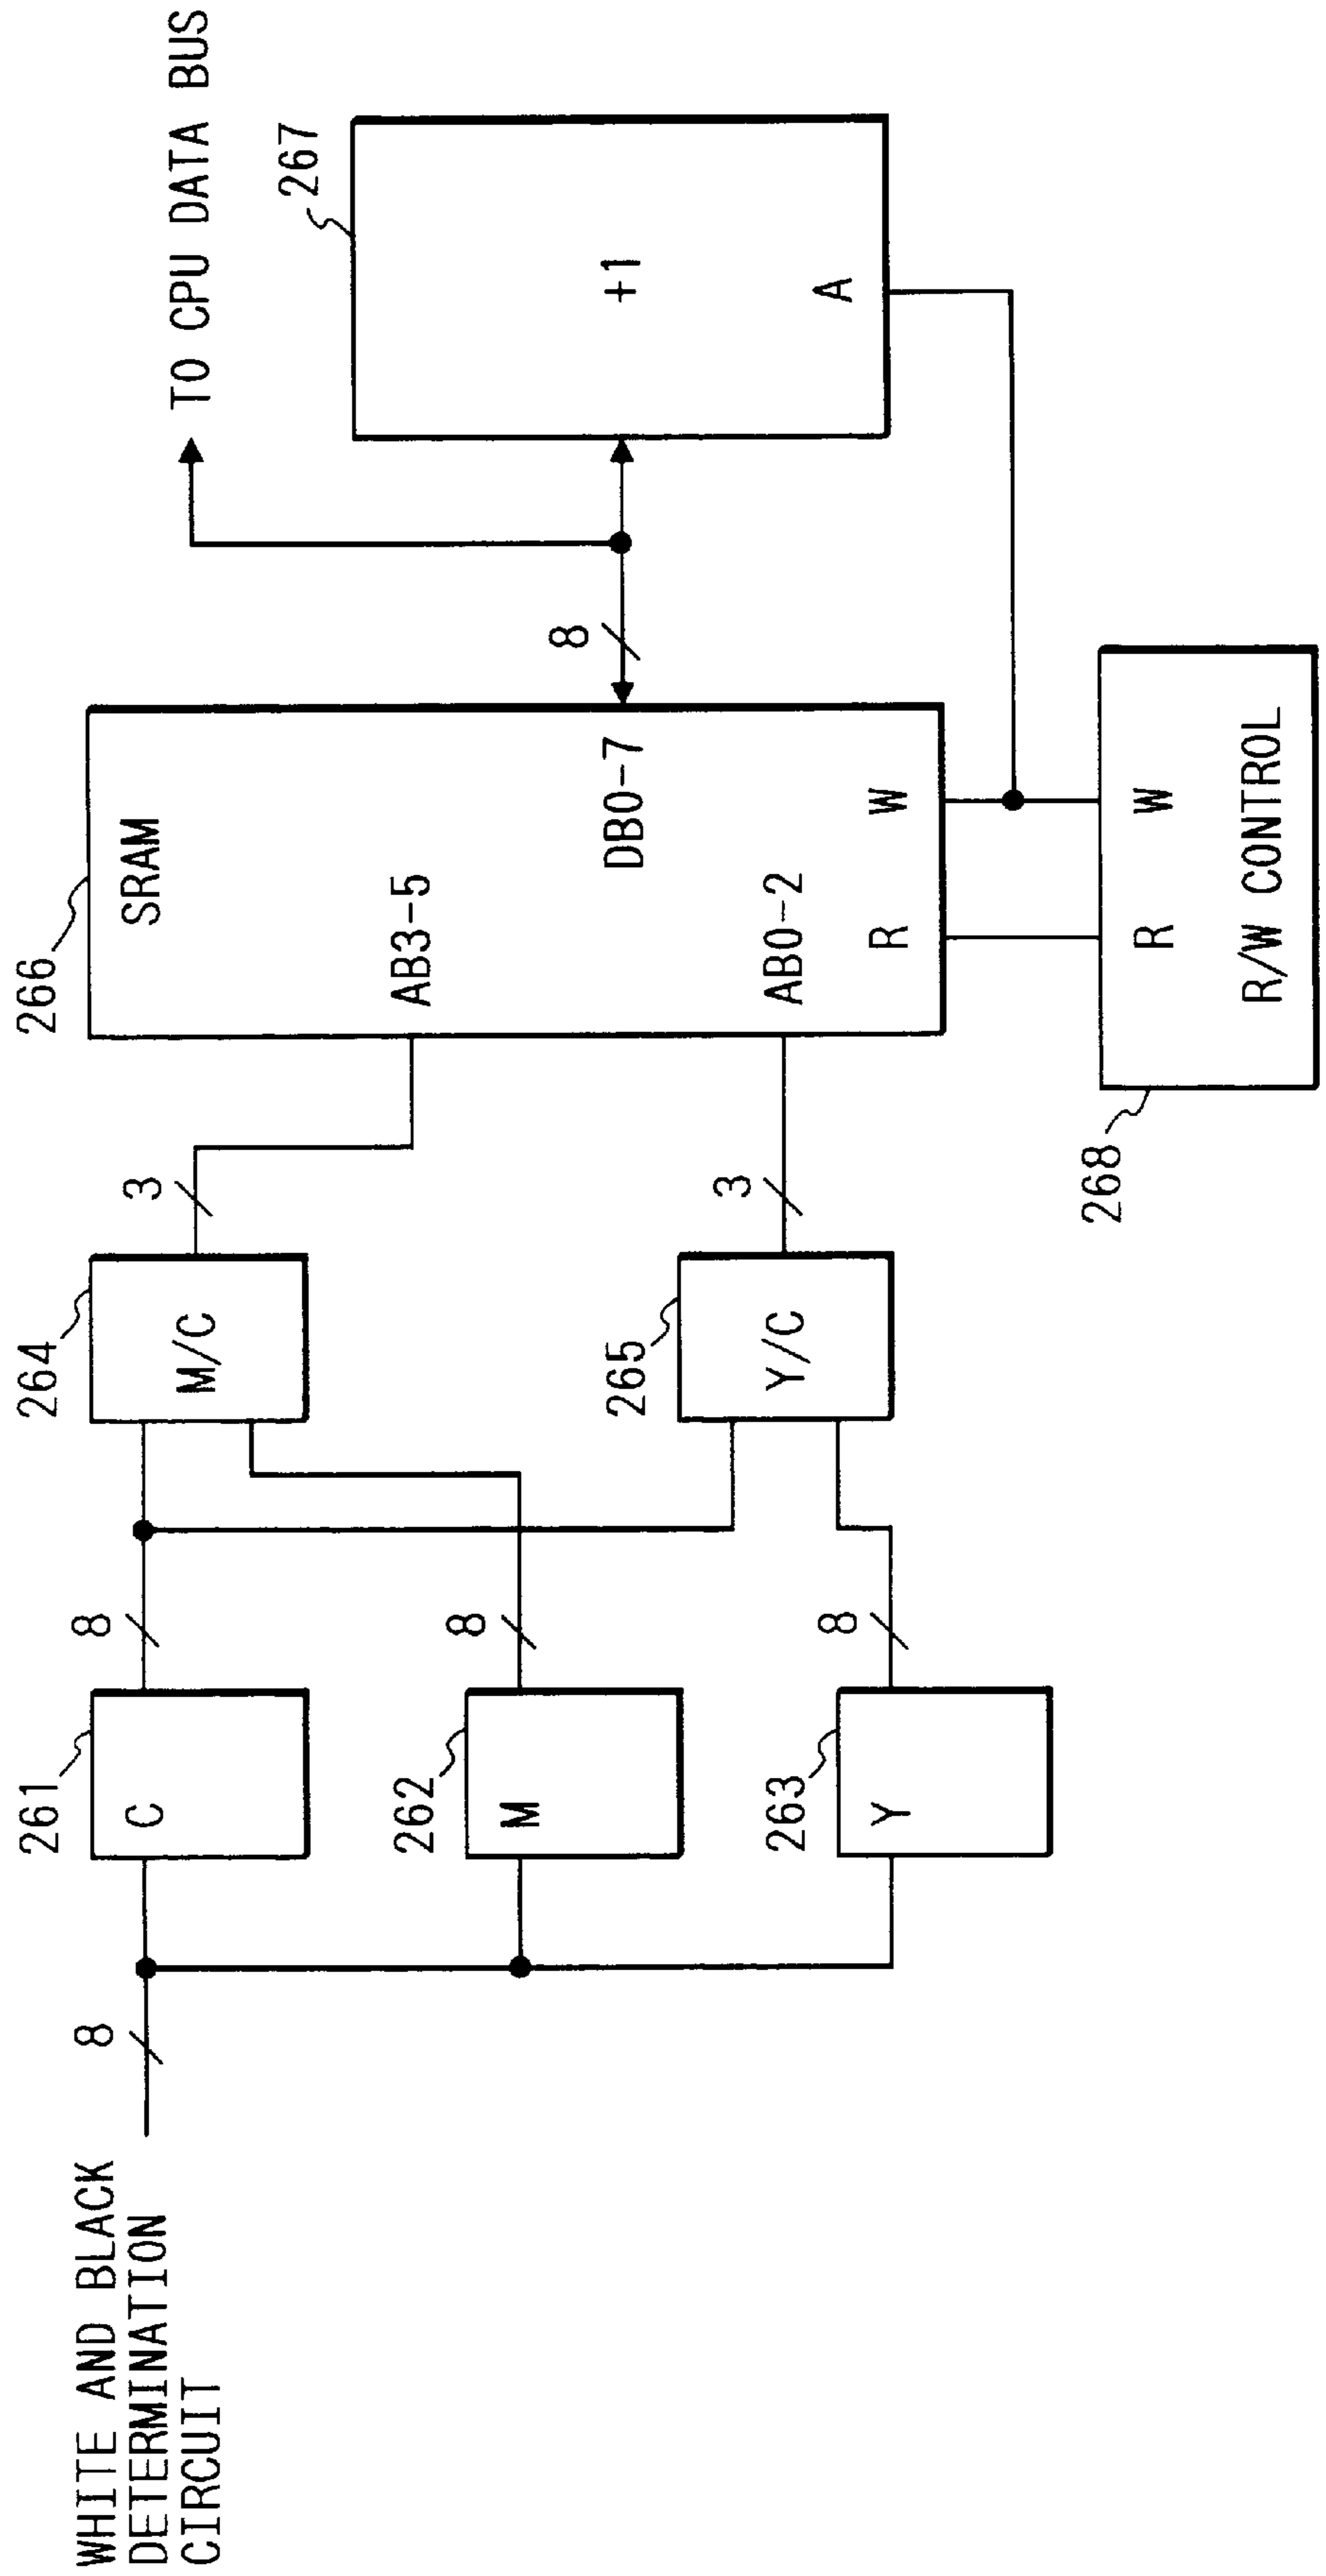 WHITE AND BLACK
DETERMINATION
CIRCUIT
8
261
C
8
262
M
8
263
Y
8
264
M/C
3
265
Y/C
3
266
SRAM
AB3-5
DB0-7
AB0-2
R
W
8
TO CPU DATA BUS
267
+1
A
268
R
W
R/W CONTROL